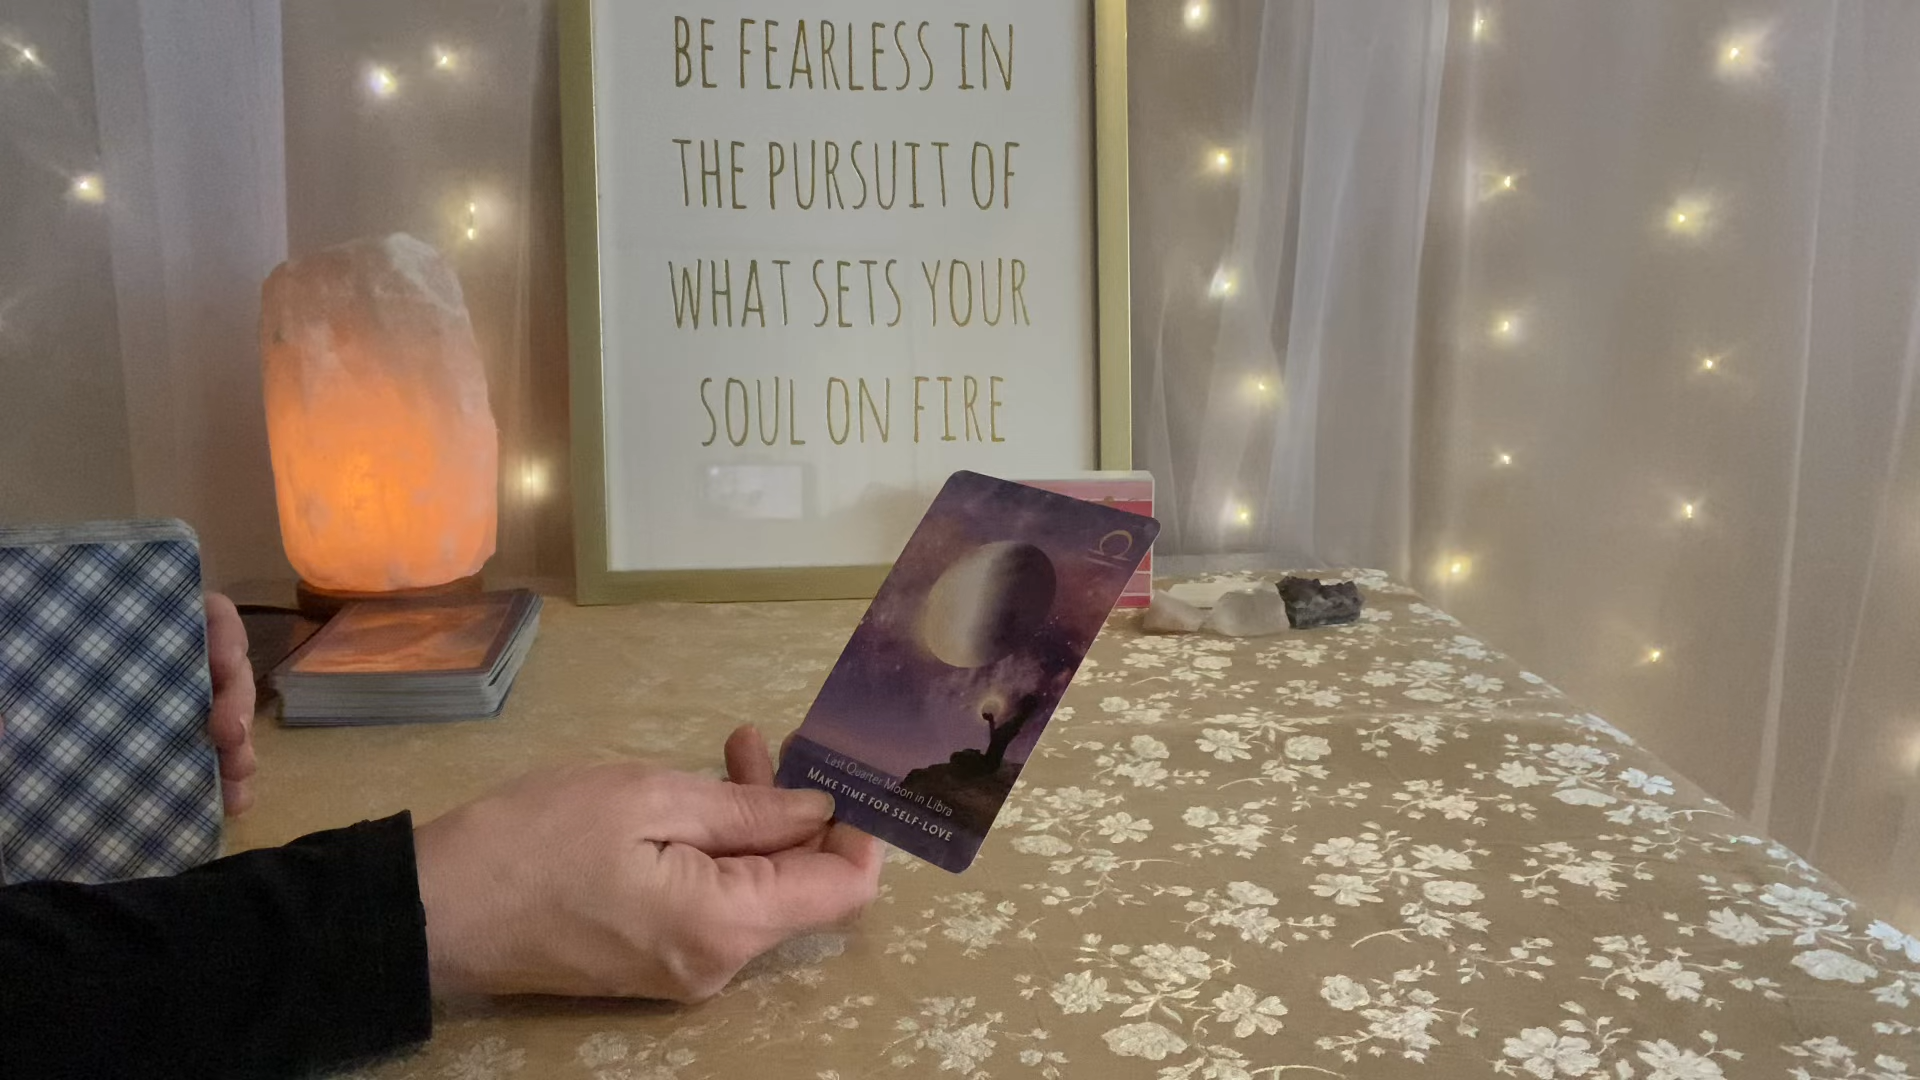 BE FEARLESS IN
THE PURSUIT OF
WHAT SETS YOUR
SOUL ON FIRE
Last Quarter Moon in Libra
MAKE TIME FOR SELF-LOVE